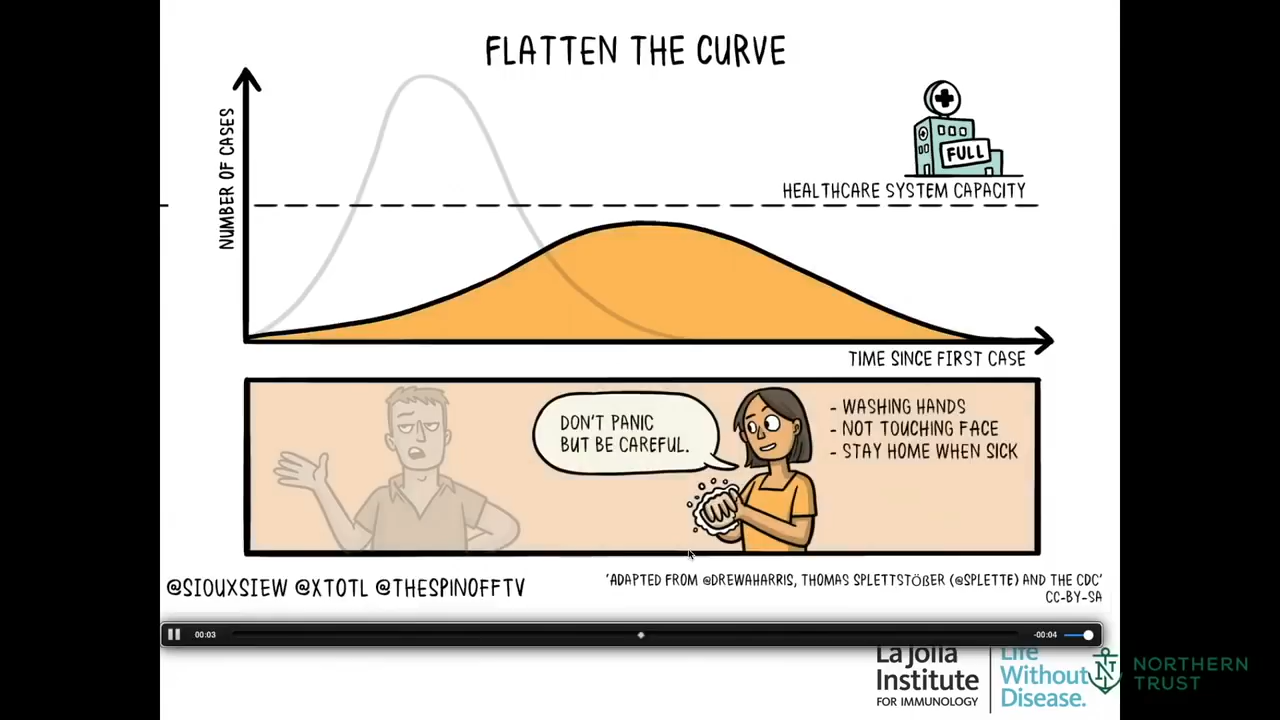 FLATTEN THE CURVE
NUMBER OF CASES
FULL
HEALTHCARE SYSTEM CAPACITY
TIME SINCE FIRST CASE
DON'T PANIC
BUT BE CAREFUL.
- WASHING HANDS
- NOT TOUCHING FACE
- STAY HOME WHEN SICK
@SIOUXSIEW @XTOTL @THESPINOFFTV
'ADAPTED FROM @DREWAHARRIS, THOMAS SPLETTSTÖßER (@SPLETTE) AND THE CDC'
CC-BY-SA
00:03
-00:04
La Jolla
Institute
FOR IMMUNOLOGY
Life
Without
Disease.
NT
NORTHERN
TRUST